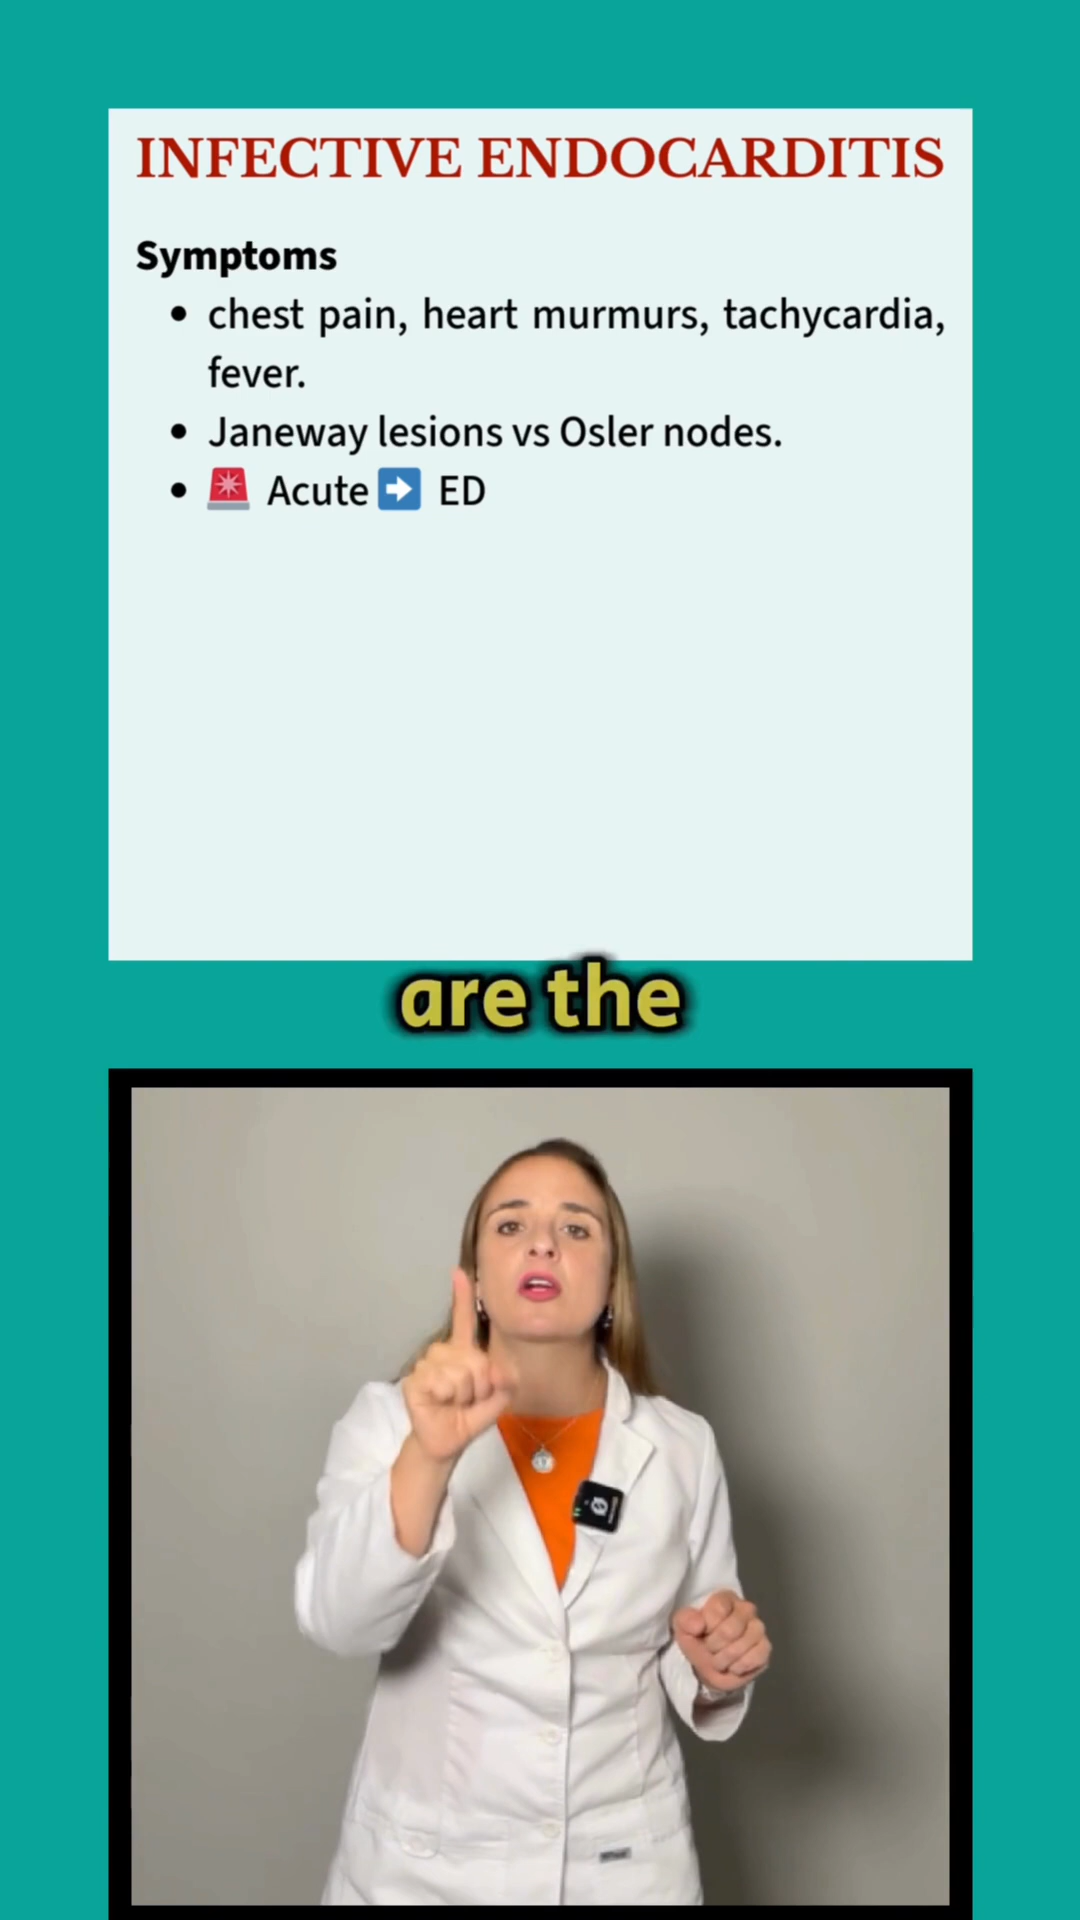 INFECTIVE ENDOCARDITIS
Symptoms
• chest pain, heart murmurs, tachycardia,
fever.
• Janeway lesions vs Osler nodes.
• 🚨 Acute ➡️ ED
are the